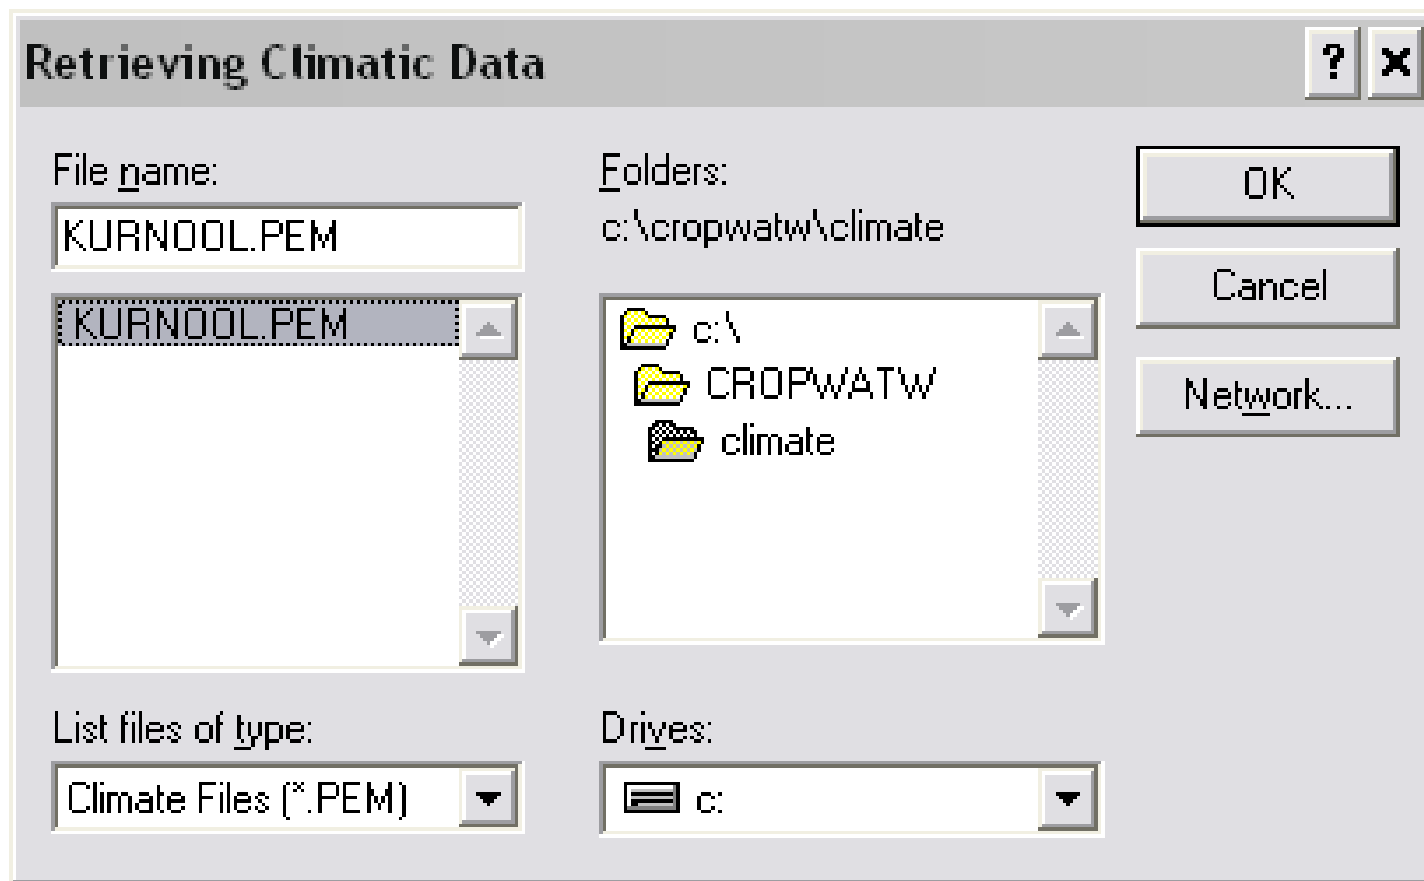 Retrieving Climatic Data
? ×
File name:
KURNOOL.PEM
KURNOOL.PEM
List files of type:
Climate Files (*.PEM)
Folders:
c:\cropwatw\climate
c:\
CROPWATW
climate
Drives:
c:
OK
Cancel
Network...